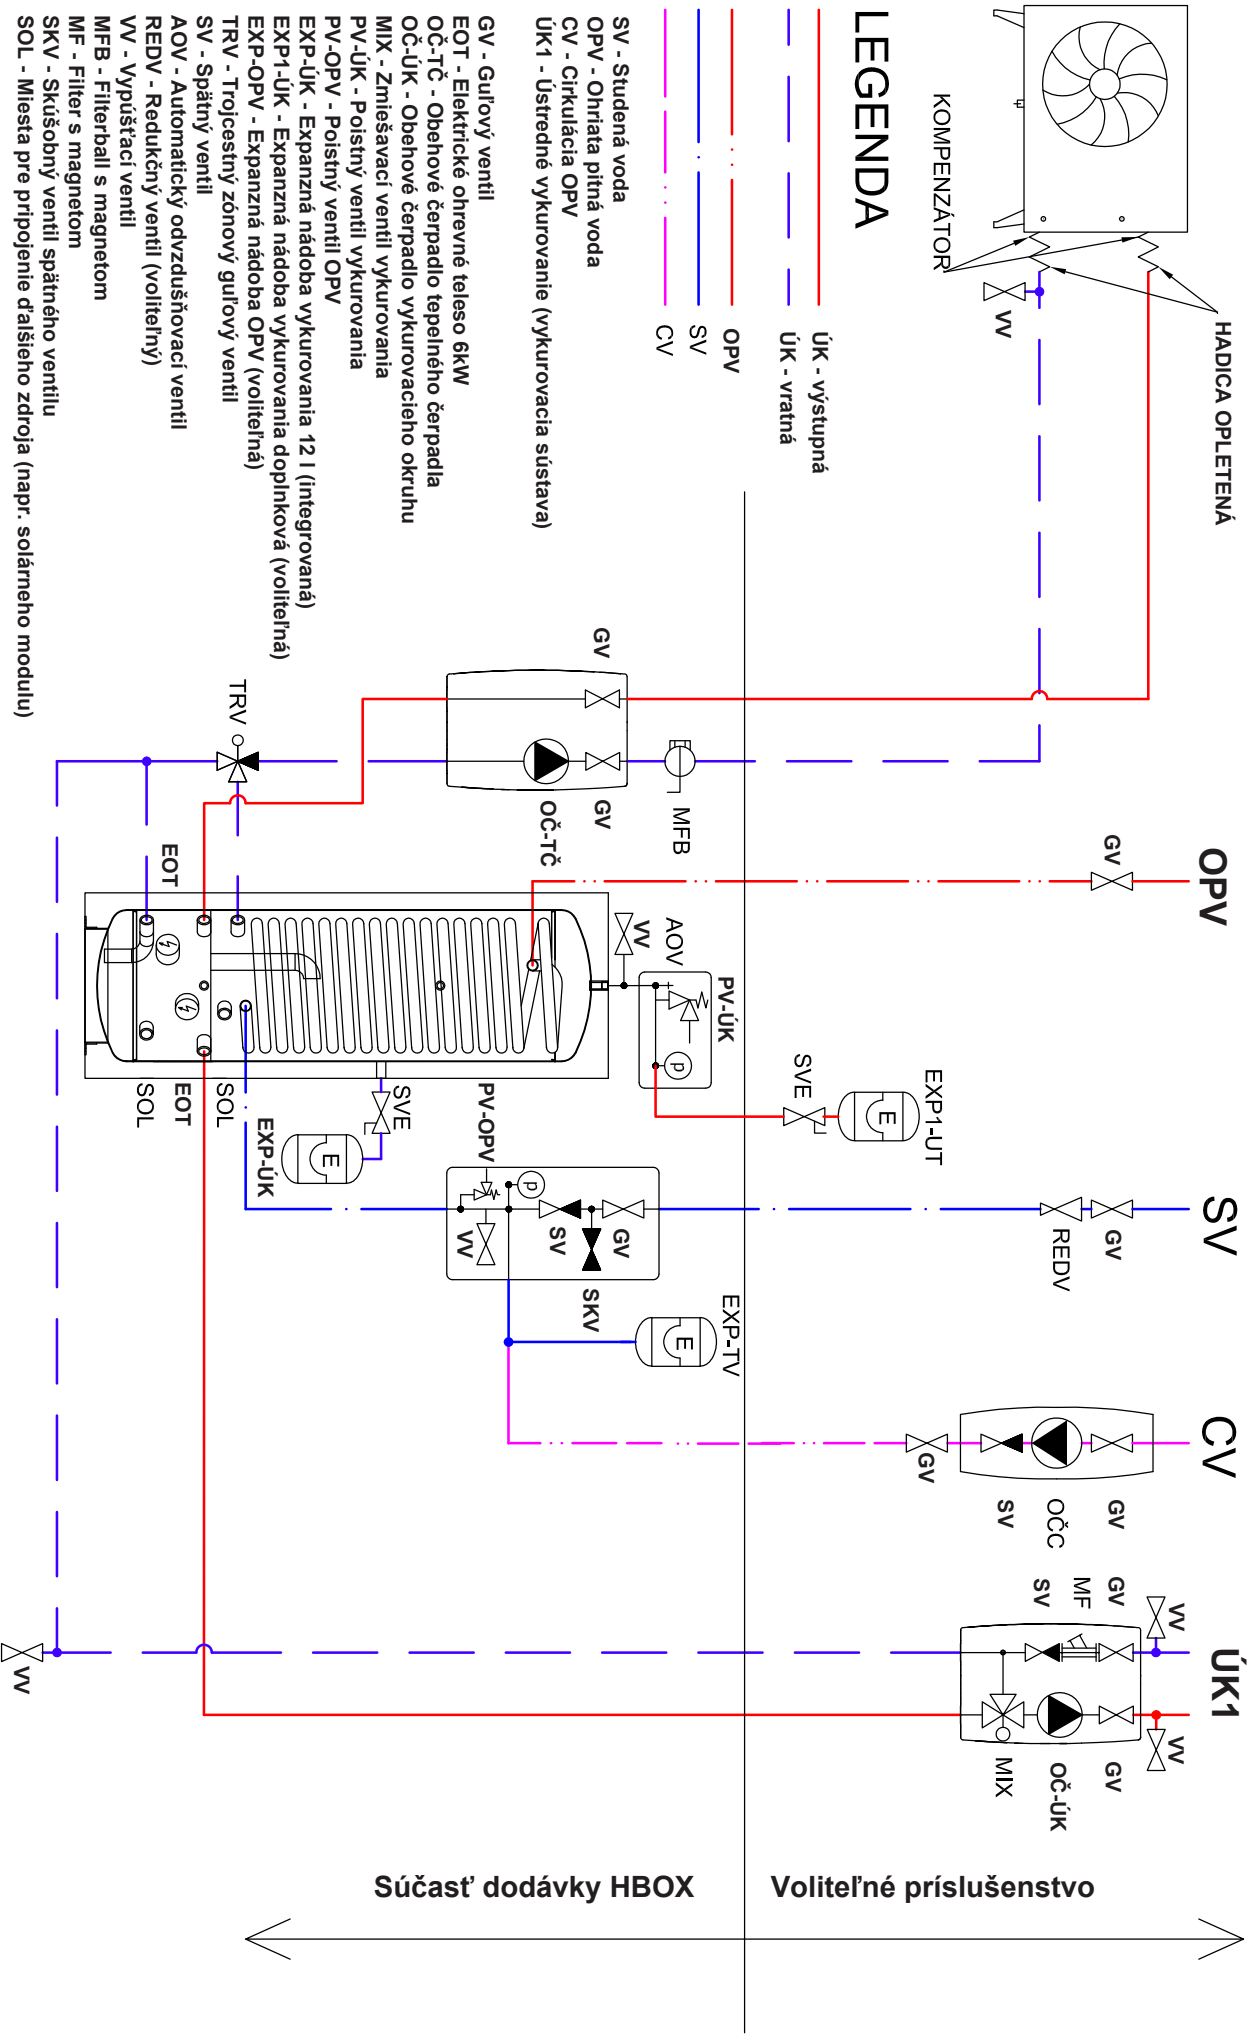 LEGENDA
ÚK - výstupná
ÚK - vratná
OPV
SV
CV
SV - Studená voda
OPV - Ohriata pitná voda
CV - Cirkulácia OPV
ÚK1 - Ústredné vykurovanie (vykurovacia sústava)
GV - Guľový ventil
EOT - Elektrické ohrevné teleso 6kW
OČ-TČ - Obehové čerpadlo tepelného čerpadla
OČ-ÚK - Obehové čerpadlo vykurovacieho okruhu
MIX - Zmiešavací ventil vykurovania
PV-ÚK - Poistný ventil vykurovania
PV-OPV - Poistný ventil OPV
EXP-ÚK - Expanzná nádoba vykurovania 12 l (integrovaná)
EXP1-ÚK - Expanzná nádoba vykurovania doplnková (voliteľná)
EXP-OPV - Expanzná nádoba OPV (voliteľná)
TRV - Trojcestný zónový guľový ventil
SV - Spätný ventil
AOV - Automatický odvzdušňovací ventil
REDV - Redukčný ventil (voliteľný)
VV - Vypúšťací ventil
MFB - Filterball s magnetom
MF - Filter s magnetom
SKV - Skúšobný ventil spätného ventilu
SOL - Miesta pre pripojenie ďalšieho zdroja (napr. solárneho modulu)
KOMPENZÁTOR
HADICA OPLETENÁ
VV
GV
GV
OČ-TČ
MFB
TRV
OPV
GV
EOT
VV
AOV
PV-ÚK
p
SVE
EXP1-UT
E
SOL
EOT
SOL
EXP-ÚK
E
SVE
PV-OPV
p
VV
SV
GV
SKV
SV
GV
REDV
EXP-TV
E
CV
GV
SV
OČC
GV
ÚK1
SV
MF
GV
VV
VV
MIX
OČ-ÚK
GV
VV
Súčasť dodávky HBOX
Voliteľné príslušenstvo